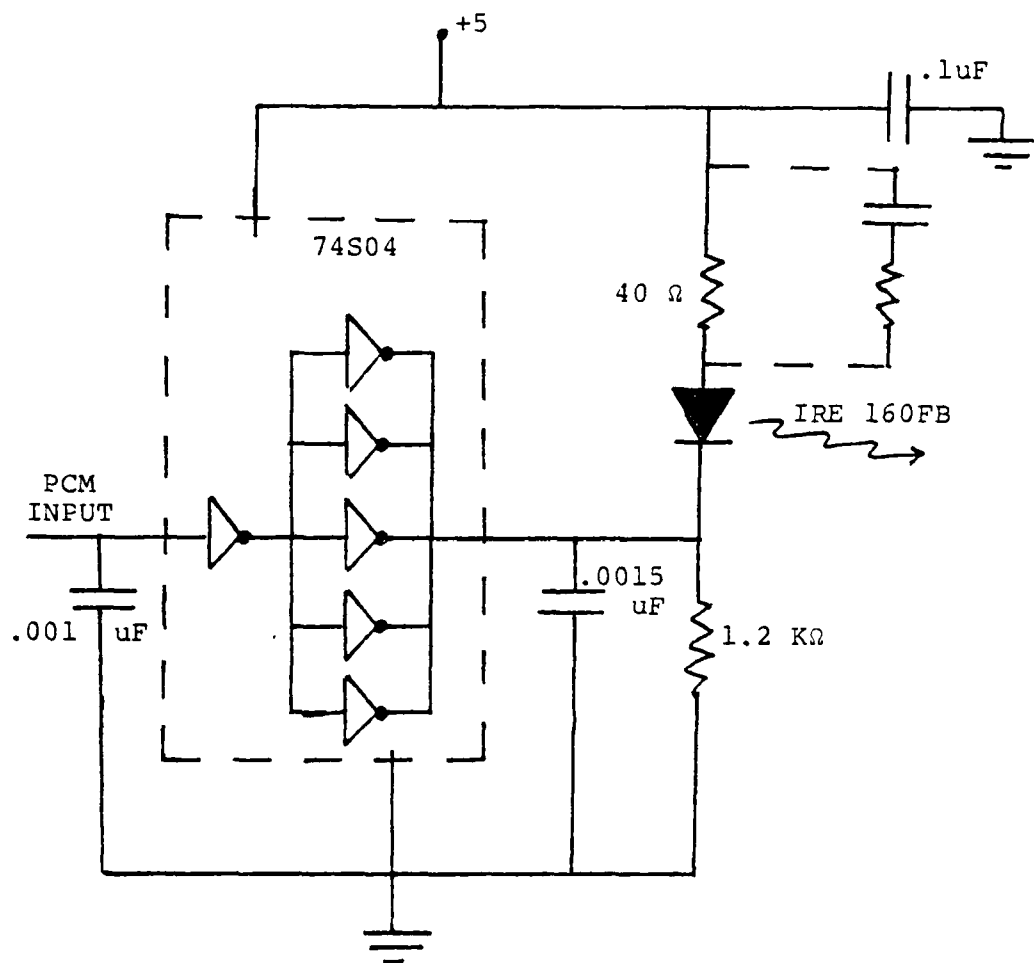 +5
.1uF
74S04
40 Ω
IRE 160FB
PCM
INPUT
.0015
uF
.001 uF
1.2 KΩ